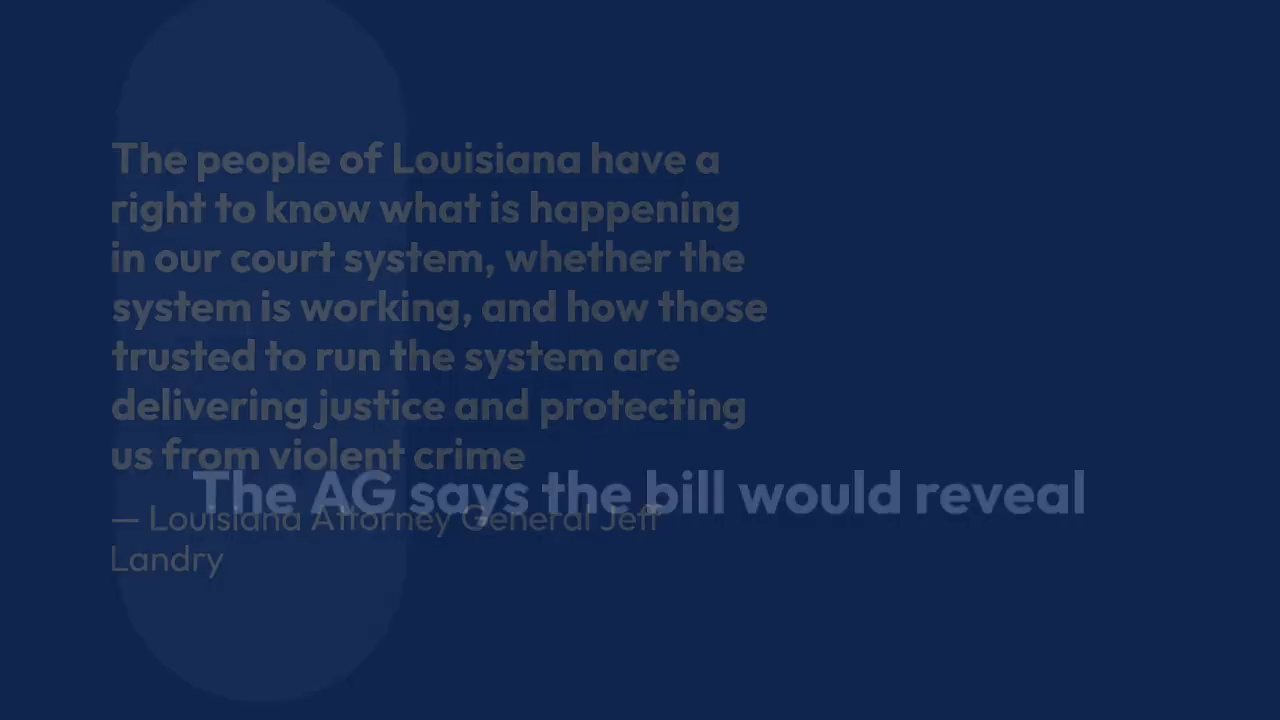 The people of Louisiana have a
right to know what is happening
in our court system, whether the
system is working, and how those
trusted to run the system are
delivering justice and protecting
us from violent crime
The AG says the bill would reveal
— Louisiana Attorney General Jeff
Landry